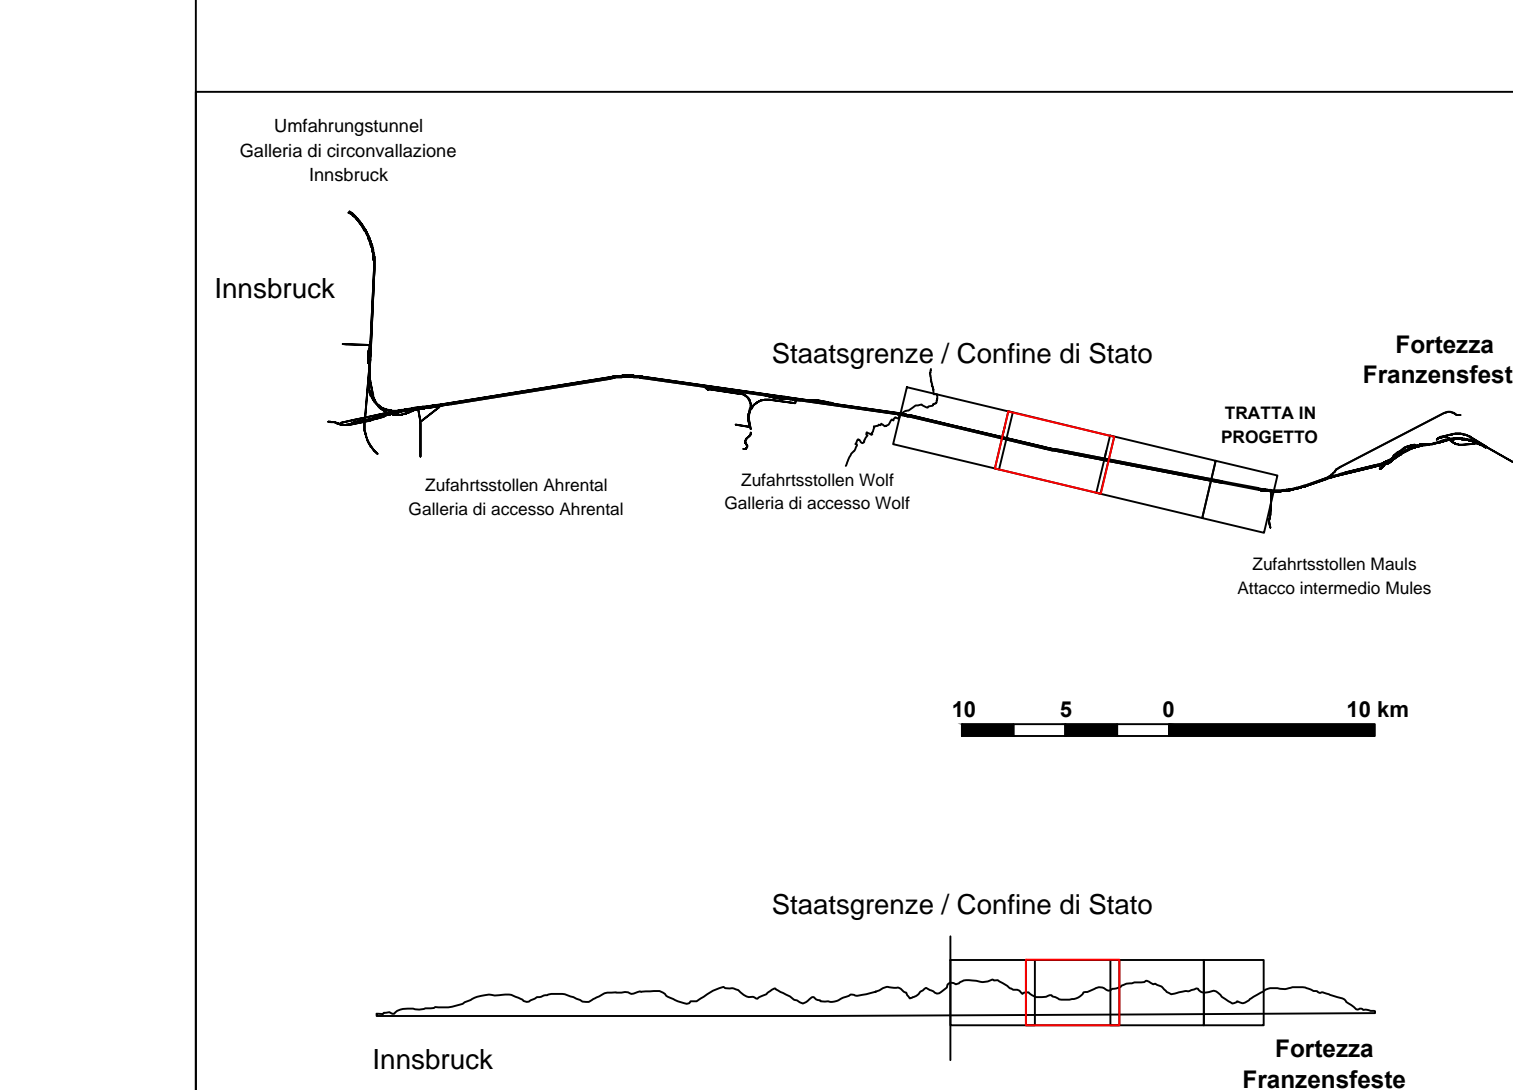 Umfahrungstunnel
Galleria di circonvallazione
Innsbruck
Innsbruck
Staatsgrenze / Confine di Stato
Fortezza
Franzensfest
TRATTA IN
PROGETTO
Zufahrtsstollen Ahrental
Galleria di accesso Ahrental
Zufahrtsstollen Wolf
Galleria di accesso Wolf
Zufahrtsstollen Mauls
Attacco intermedio Mules
10 5 0 10 km
Staatsgrenze / Confine di Stato
Innsbruck
Fortezza
Franzensfeste